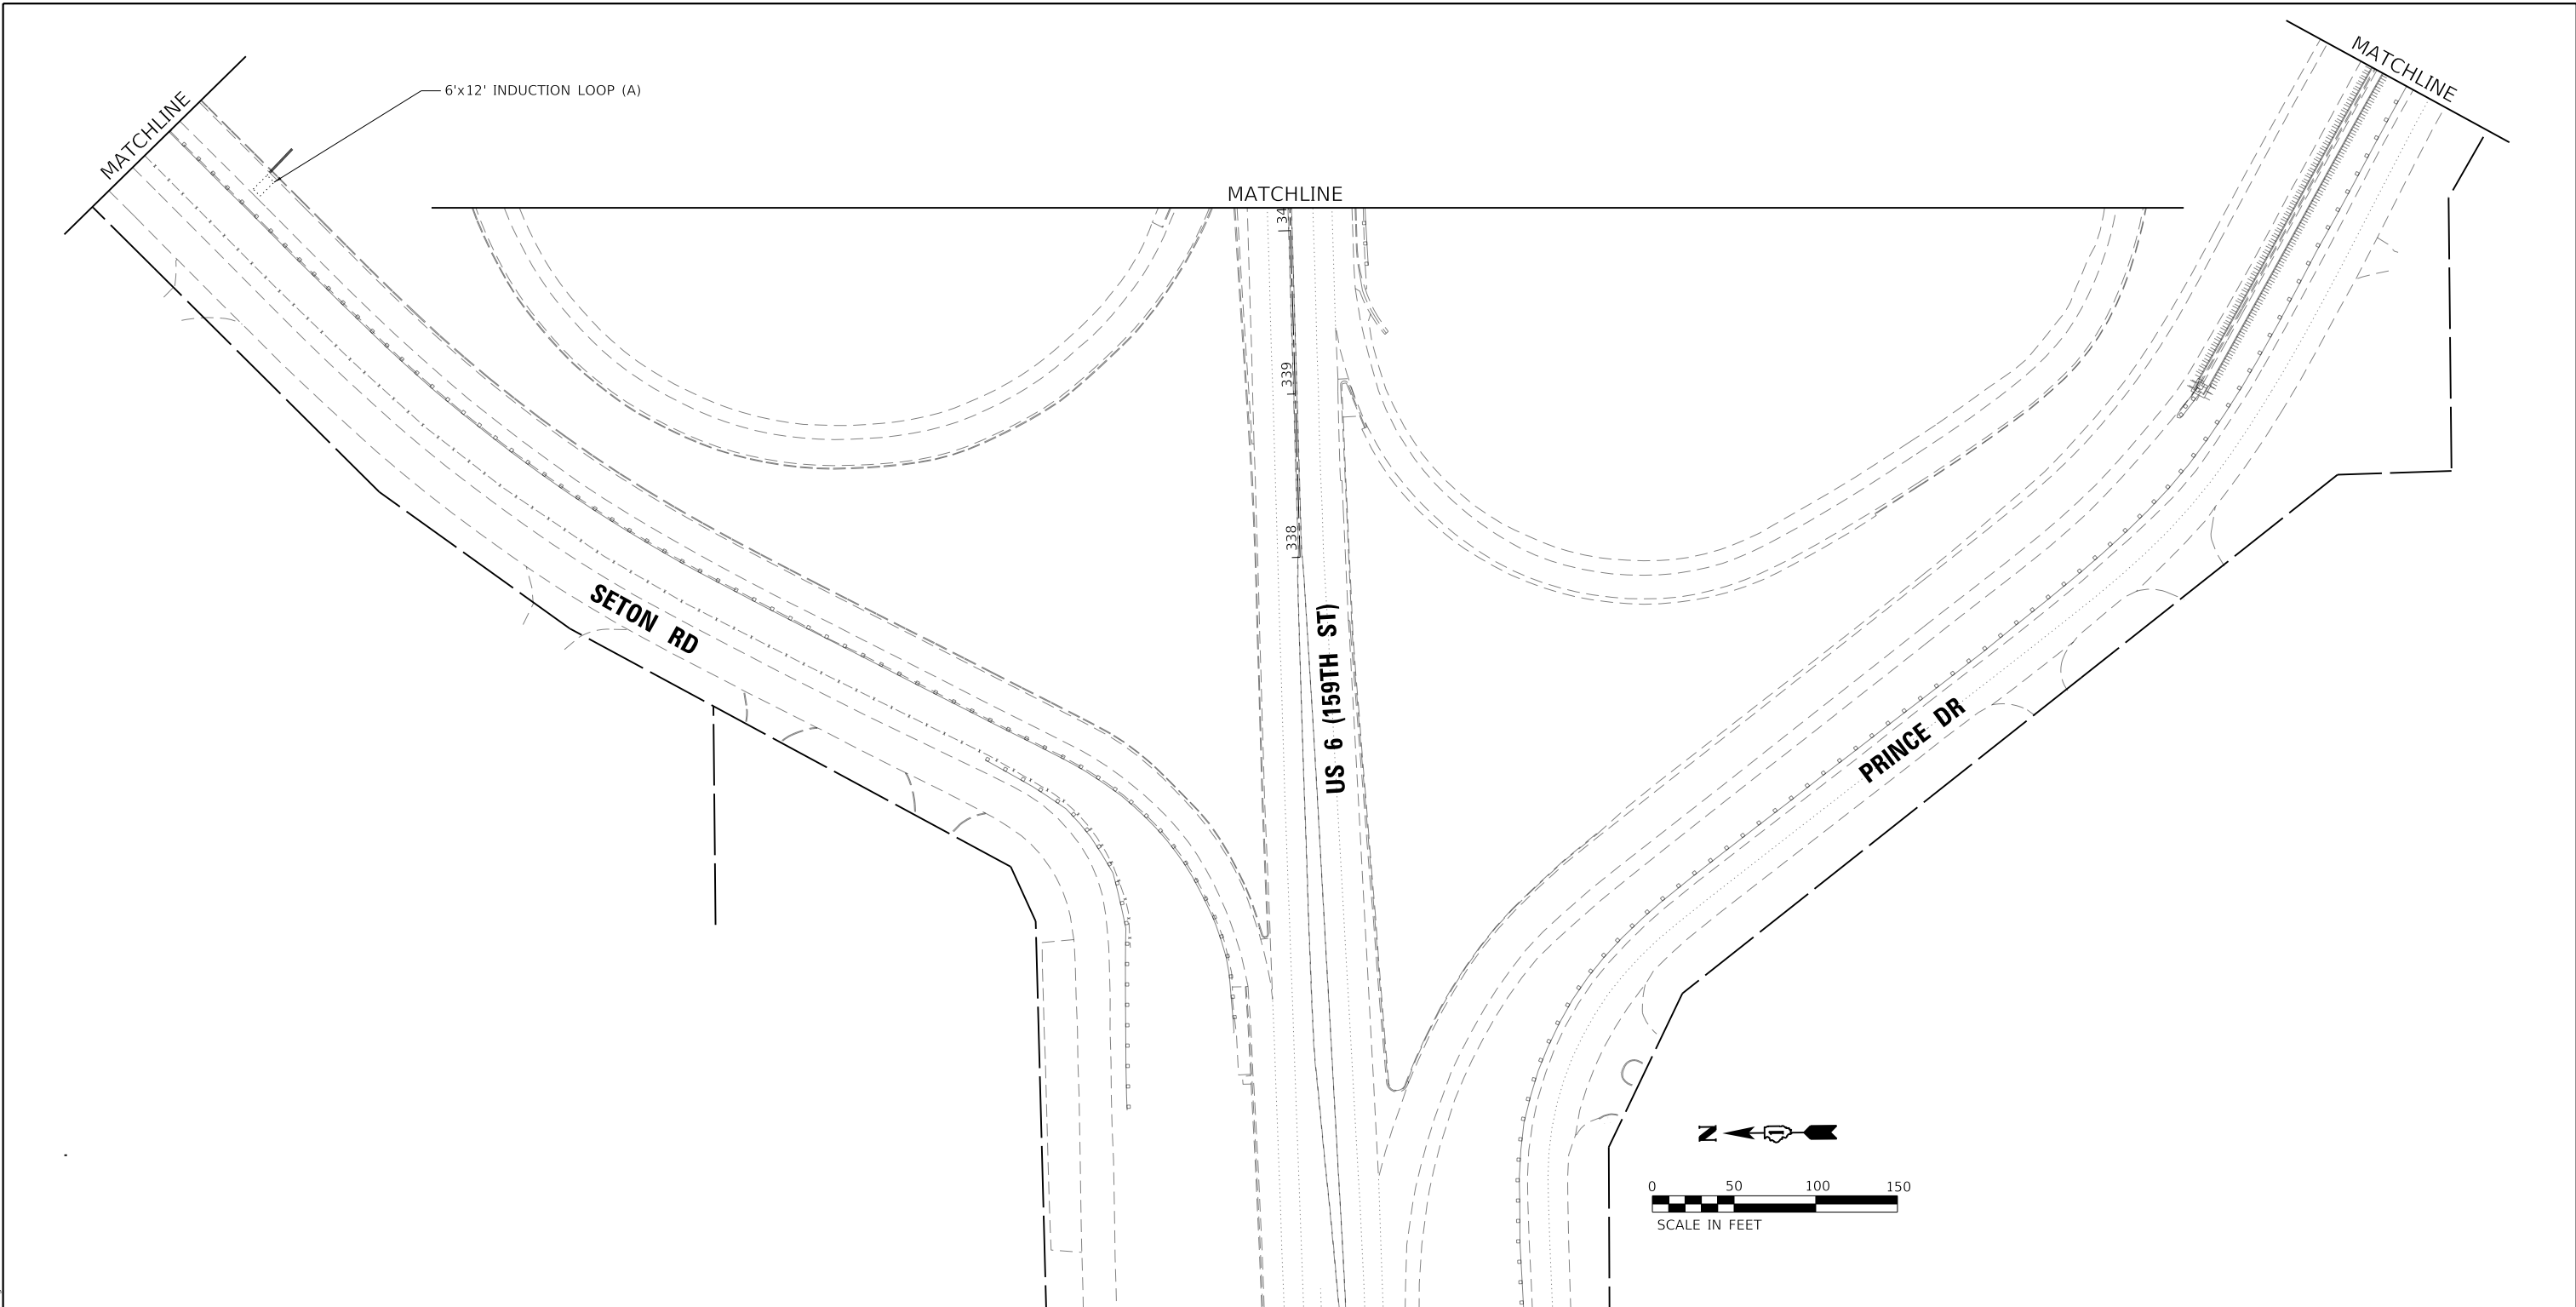 MATCHLINE
MATCHLINE
6'x12' INDUCTION LOOP (A)
MATCHLINE
34
339
338
SETON RD
US 6 (159TH ST)
PRINCE DR
N
0 50 100 150
SCALE IN FEET